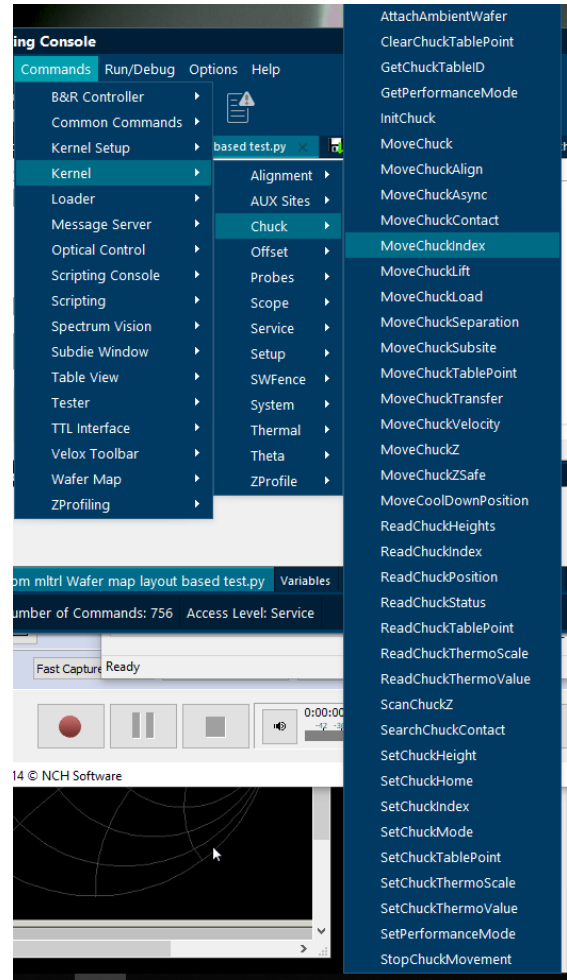 ing Console
Commands Run/Debug Options Help
B&R Controller
Common Commands
Kernel Setup
Kernel
Loader
Message Server
Optical Control
Scripting Console
Scripting
Spectrum Vision
Subdie Window
Table View
Tester
TTL Interface
Velox Toolbar
Wafer Map
ZProfiling
based test.py
Alignment
AUX Sites
Chuck
Offset
Probes
Scope
Service
Setup
SWFence
System
Thermal
Theta
ZProfile
AttachAmbientWafer
ClearChuckTablePoint
GetChuckTableID
GetPerformanceMode
InitChuck
MoveChuck
MoveChuckAlign
MoveChuckAsync
MoveChuckContact
MoveChuckIndex
MoveChuckLift
MoveChuckLoad
MoveChuckSeparation
MoveChuckSubsite
MoveChuckTablePoint
MoveChuckTransfer
MoveChuckVelocity
MoveChuckZ
MoveChuckZSafe
MoveCoolDownPosition
ReadChuckHeights
ReadChuckIndex
ReadChuckPosition
ReadChuckStatus
ReadChuckTablePoint
ReadChuckThermoScale
ReadChuckThermoValue
ScanChuckZ
SearchChuckContact
SetChuckHeight
SetChuckHome
SetChuckIndex
SetChuckMode
SetChuckTablePoint
SetChuckThermoScale
SetChuckThermoValue
SetPerformanceMode
StopChuckMovement
om mltrl Wafer map layout based test.py Variables
umber of Commands: 756 Access Level: Service
Fast Capture Ready
0:00:00
-42 -36
14 © NCH Software